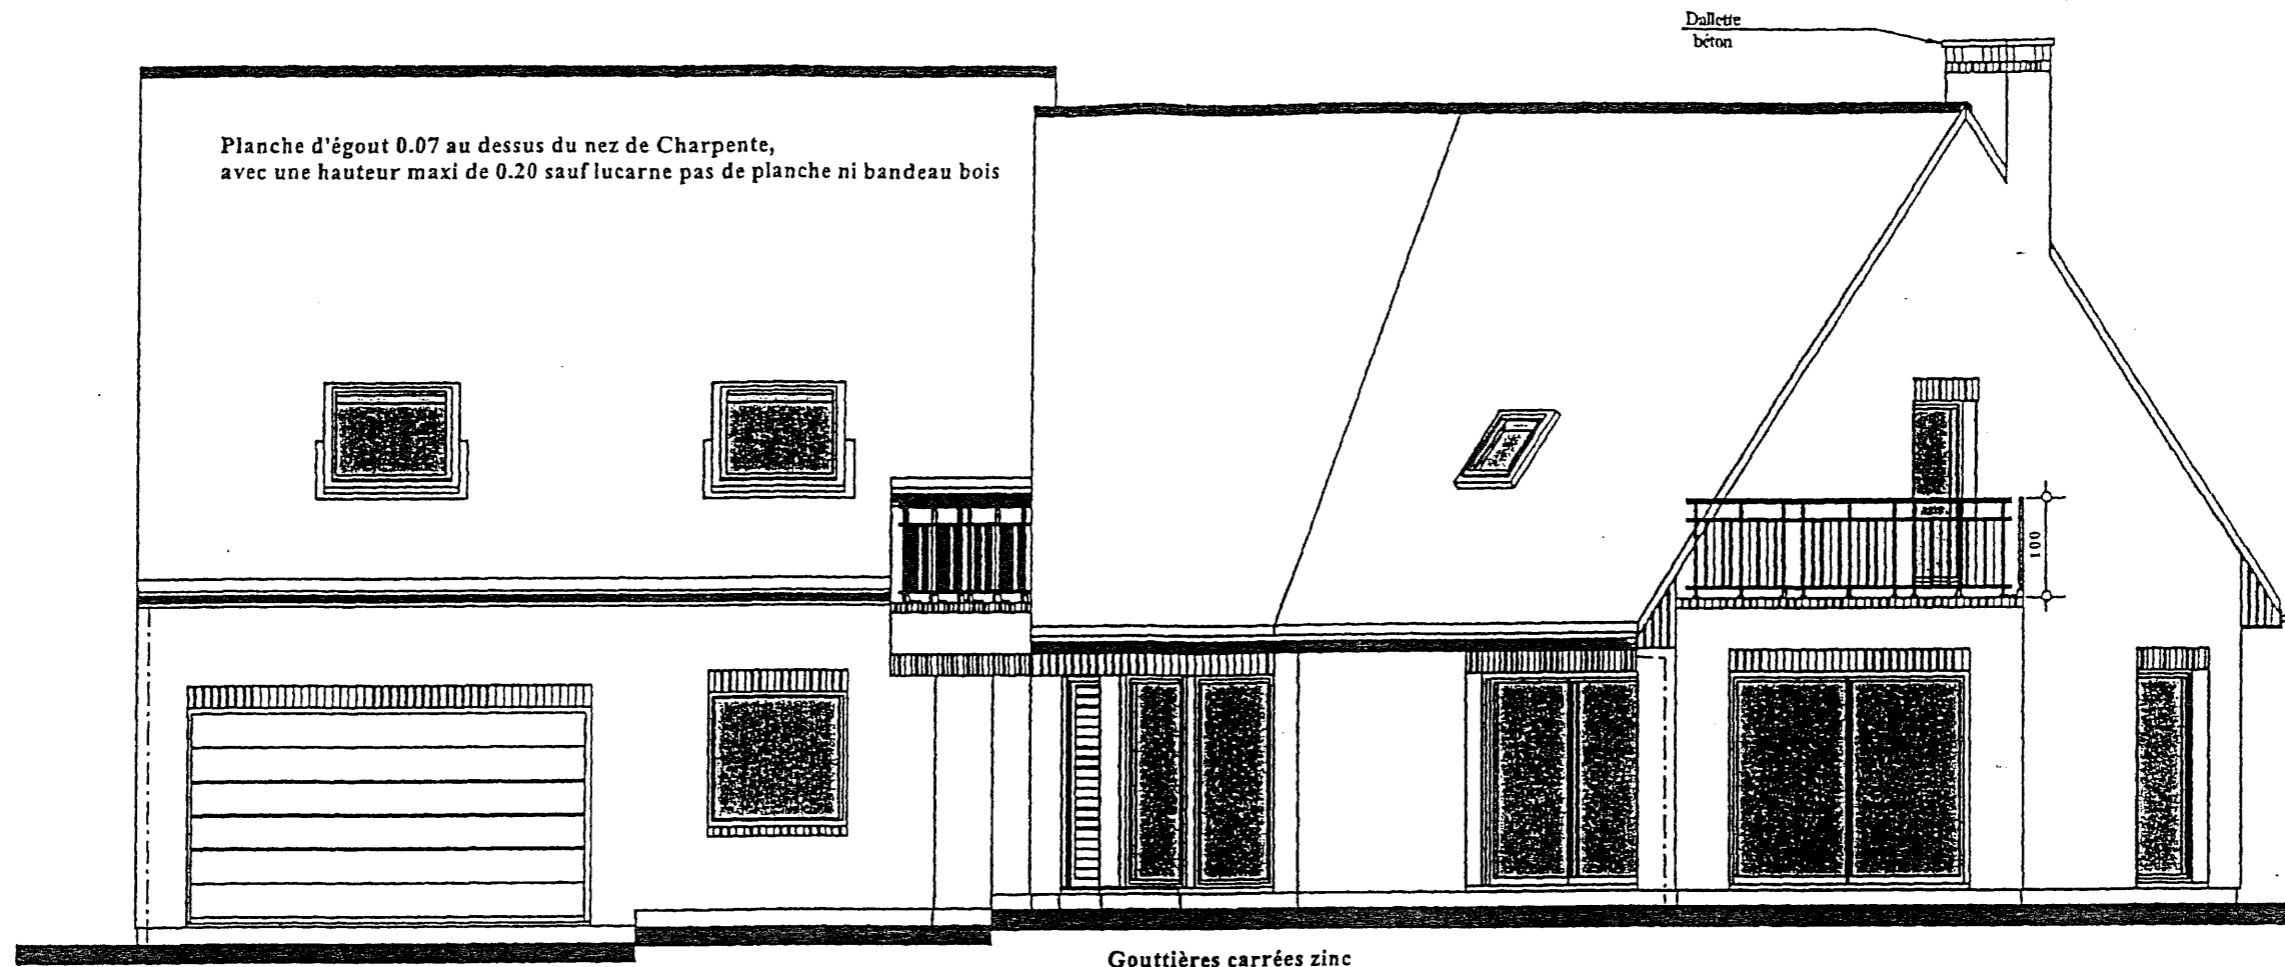 Dallette
béton
Planche d'égout 0.07 au dessus du nez de Charpente,
avec une hauteur maxi de 0.20 sauf lucarne pas de planche ni bandeau bois
100
Gouttières carrées zinc